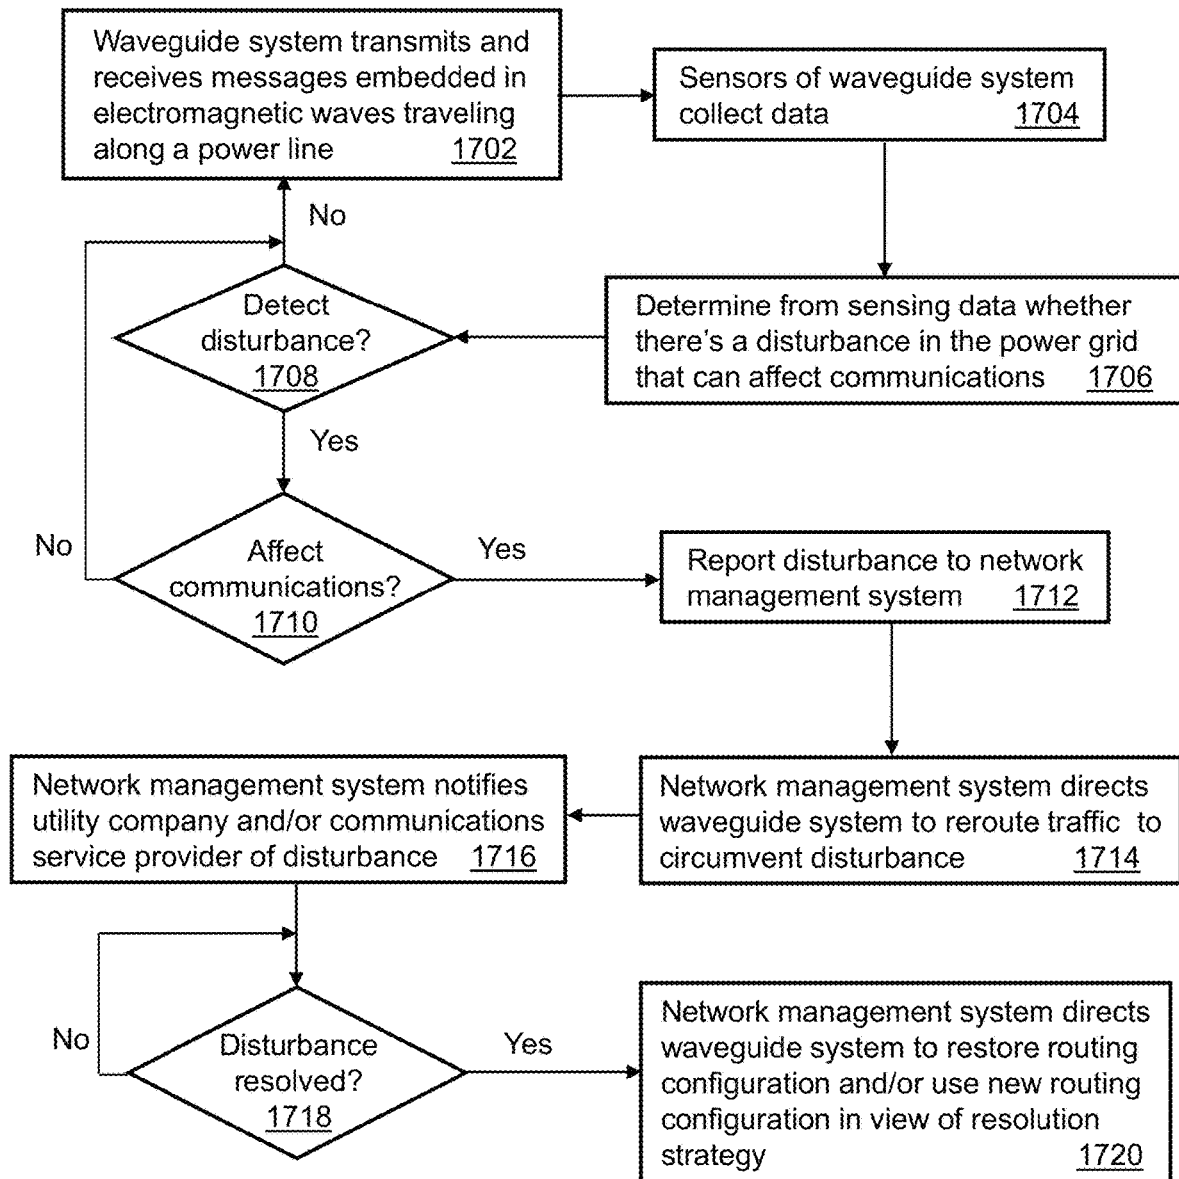 Waveguide system transmits and
receives messages embedded in
electromagnetic waves traveling
along a power line 1702
Sensors of waveguide system
collect data 1704
No
Detect
disturbance?
1708
Determine from sensing data whether
there's a disturbance in the power grid
that can affect communications 1706
Yes
No
Affect
communications?
1710
Yes
Report disturbance to network
management system 1712
Network management system notifies
utility company and/or communications
service provider of disturbance 1716
Network management system directs
waveguide system to reroute traffic to
circumvent disturbance 1714
No
Disturbance
resolved?
1718
Yes
Network management system directs
waveguide system to restore routing
configuration and/or use new routing
configuration in view of resolution
strategy 1720